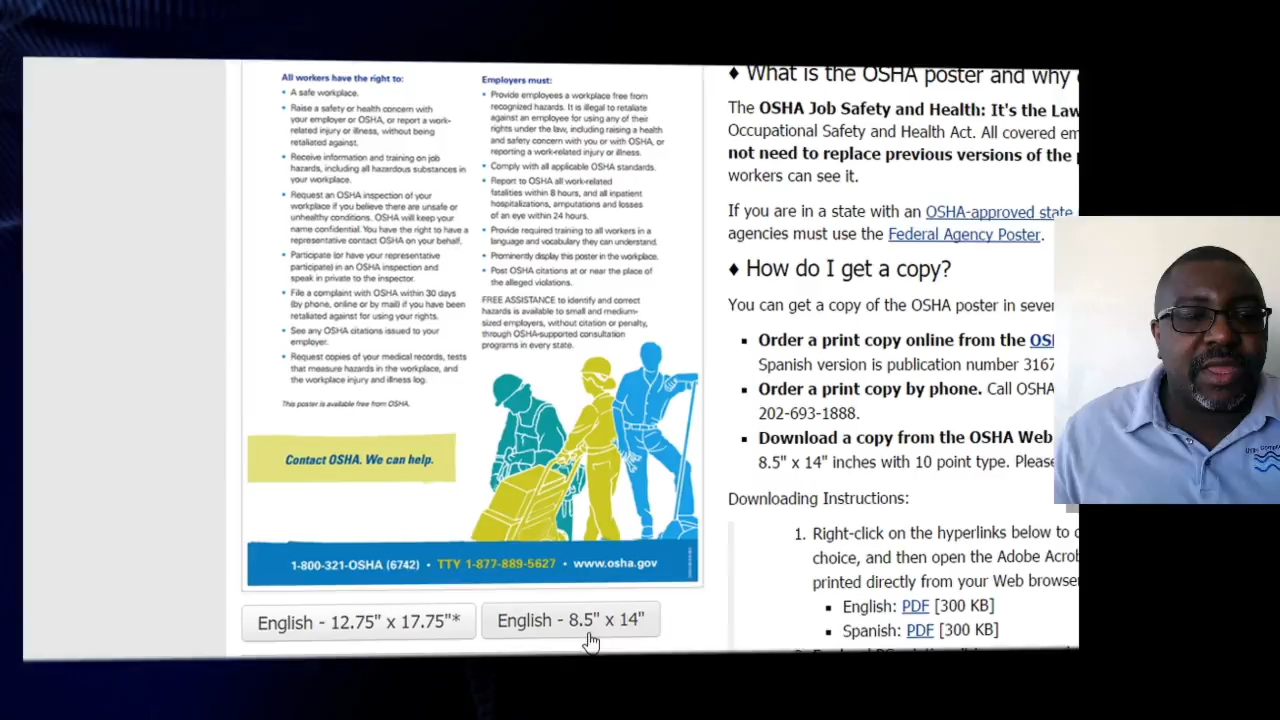 All workers have the right to:
• A safe workplace.
• Raise a safety or health concern with
your employer or OSHA, or report a work-
related injury or illness, without being
retaliated against.
• Receive information and training on job
hazards, including all hazardous substances in
your workplace.
• Request an OSHA inspection of your
workplace if you believe there are unsafe or
unhealthy conditions. OSHA will keep your
name confidential. You have the right to have a
representative contact OSHA on your behalf.
• Participate (or have your representative
participate) in an OSHA inspection and
speak in private to the inspector.
• File a complaint with OSHA within 30 days
(by phone, online or by mail) if you have been
retaliated against for using your rights.
• See any OSHA citations issued to your
employer.
• Request copies of your medical records, tests
that measure hazards in the workplace, and
the workplace injury and illness log.
This poster is available free from OSHA.
Contact OSHA. We can help.
Employers must:
• Provide employees a workplace free from
recognized hazards. It is illegal to retaliate
against an employee for using any of their
rights under the law, including raising a health
and safety concern with you or with OSHA, or
reporting a work-related injury or illness.
• Comply with all applicable OSHA standards.
• Report to OSHA all work-related
fatalities within 8 hours, and all inpatient
hospitalizations, amputations and losses
of an eye within 24 hours.
• Provide required training to all workers in a
language and vocabulary they can understand.
• Prominently display this poster in the workplace.
• Post OSHA citations at or near the place of
the alleged violations.
FREE ASSISTANCE to identify and correct
hazards is available to small and medium-
sized employers, without citation or penalty,
through OSHA-supported consultation
programs in every state.
1-800-321-OSHA (6742) • TTY 1-877-889-5627 • www.osha.gov
English - 12.75" x 17.75"*
English - 8.5" x 14"
♦ What is the OSHA poster and why
The OSHA Job Safety and Health: It's the Law
Occupational Safety and Health Act. All covered em
not need to replace previous versions of the
workers can see it.
If you are in a state with an OSHA-approved state
agencies must use the Federal Agency Poster.
♦ How do I get a copy?
You can get a copy of the OSHA poster in seve
▪ Order a print copy online from the OS
Spanish version is publication number 3167
▪ Order a print copy by phone. Call OSHA
202-693-1888.
▪ Download a copy from the OSHA Web
8.5" x 14" inches with 10 point type. Please
Downloading Instructions:
1. Right-click on the hyperlinks below to
choice, and then open the Adobe Acrob
printed directly from your Web browse
▪ English: PDF [300 KB]
▪ Spanish: PDF [300 KB]